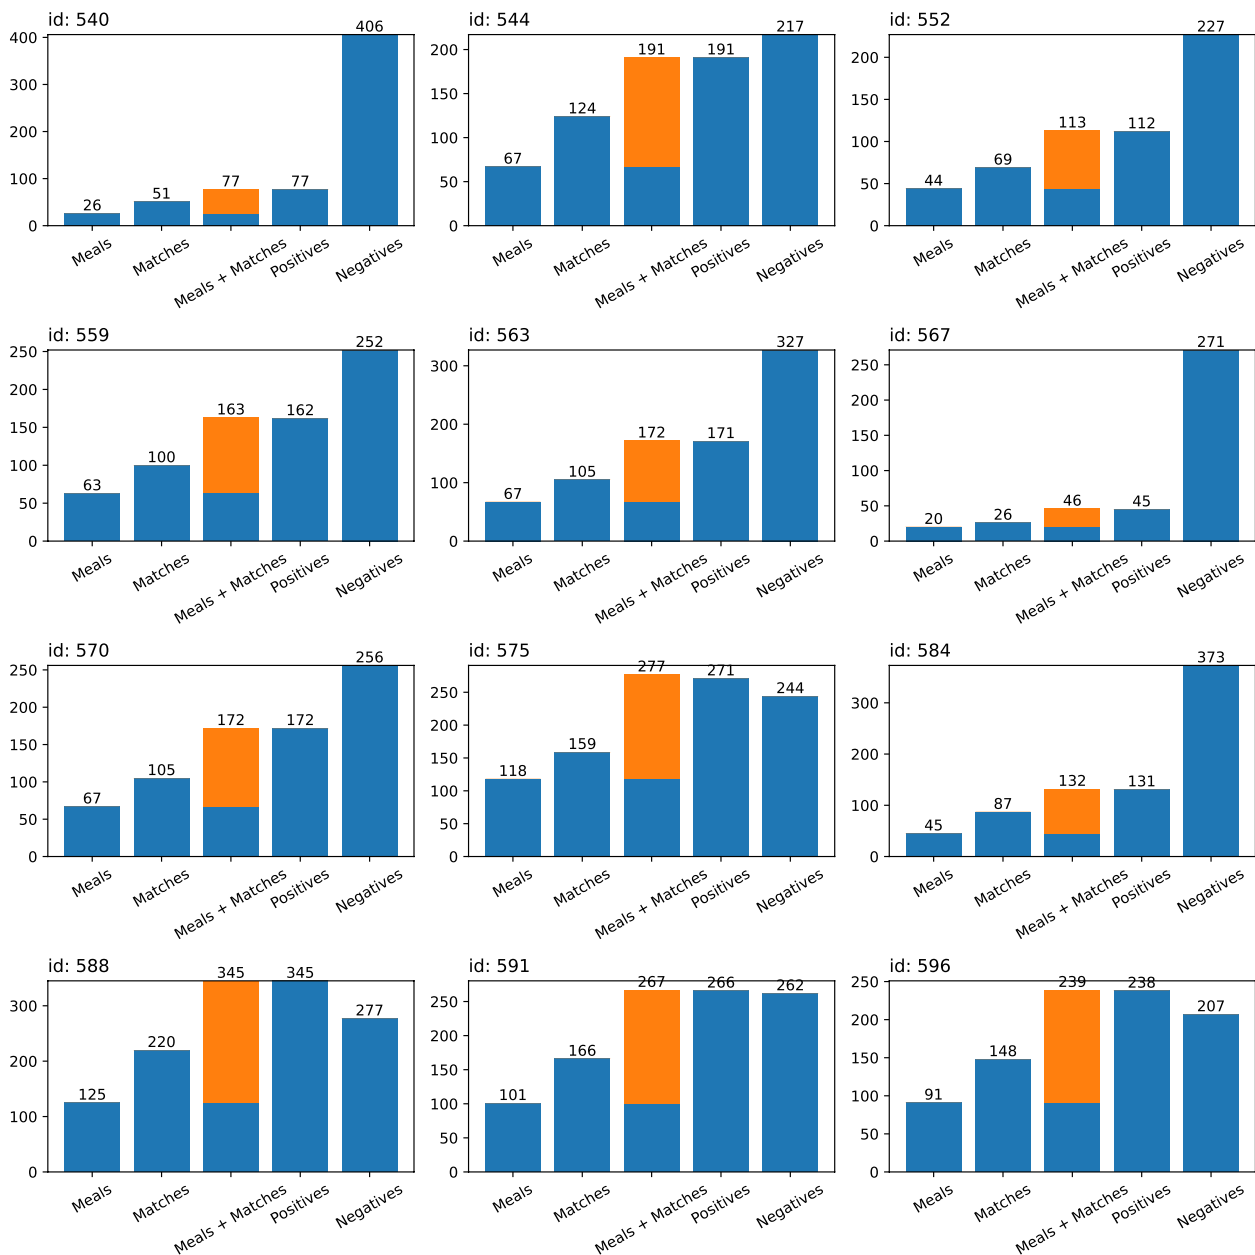 id: 540
400
300
200
100
0
26
51
77
77
406
Meals
Matches
Meals + Matches
Positives
Negatives
id: 544
200
150
100
50
0
67
124
191
191
217
Meals
Matches
Meals + Matches
Positives
Negatives
id: 552
200
150
100
50
0
44
69
113
112
227
Meals
Matches
Meals + Matches
Positives
Negatives
id: 559
250
200
150
100
50
0
63
100
163
162
252
Meals
Matches
Meals + Matches
Positives
Negatives
id: 563
300
200
100
0
67
105
172
171
327
Meals
Matches
Meals + Matches
Positives
Negatives
id: 567
250
200
150
100
50
0
20
26
46
45
271
Meals
Matches
Meals + Matches
Positives
Negatives
id: 570
250
200
150
100
50
0
67
105
172
172
256
Meals
Matches
Meals + Matches
Positives
Negatives
id: 575
250
200
150
100
50
0
118
159
277
271
244
Meals
Matches
Meals + Matches
Positives
Negatives
id: 584
300
200
100
0
45
87
132
131
373
Meals
Matches
Meals + Matches
Positives
Negatives
id: 588
300
200
100
0
125
220
345
345
277
Meals
Matches
Meals + Matches
Positives
Negatives
id: 591
250
200
150
100
50
0
101
166
267
266
262
Meals
Matches
Meals + Matches
Positives
Negatives
id: 596
250
200
150
100
50
0
91
148
239
238
207
Meals
Matches
Meals + Matches
Positives
Negatives